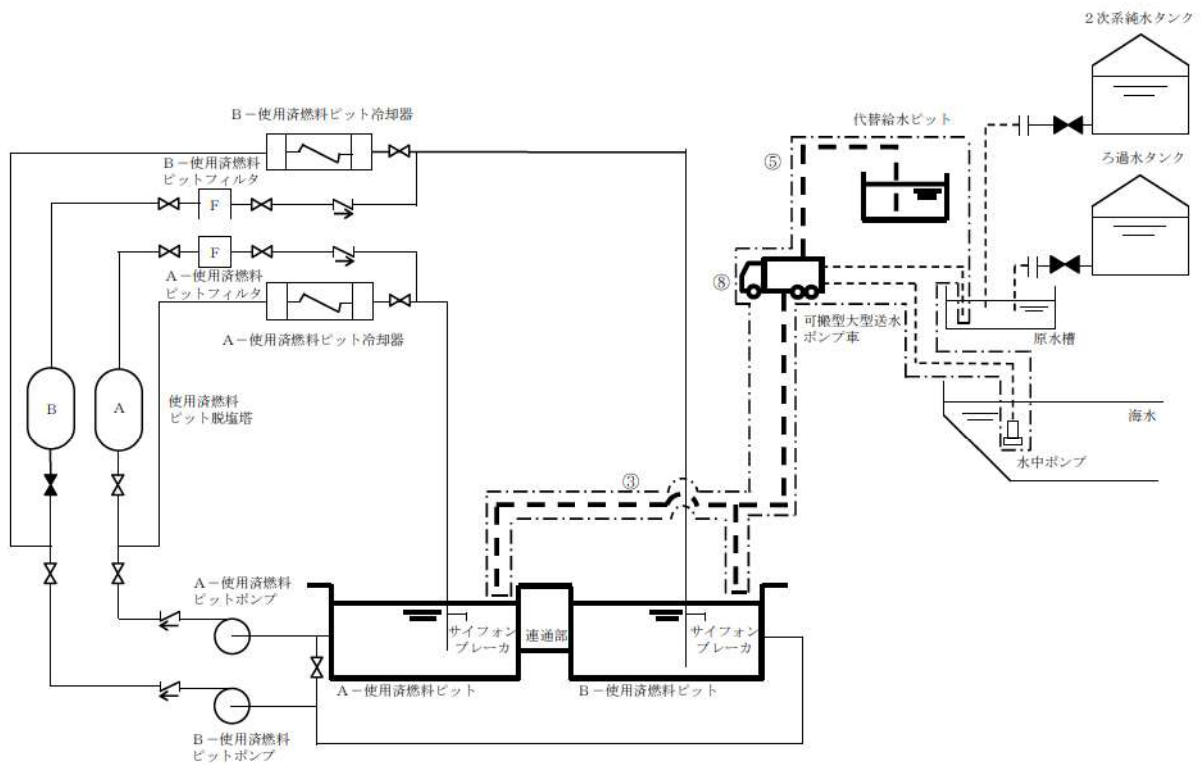 2次系純水タンク
B－使用済燃料ピット冷却器
代替給水ピット
B－使用済燃料
ピットフィルタ
⑤
ろ過水タンク
F
F
A－使用済燃料
ピットフィルタ
⑧
可搬型大型送水
ポンプ車
原水槽
A－使用済燃料ピット冷却器
B
A
使用済燃料
ピット脱塩塔
海水
水中ポンプ
③
A－使用済燃料
ピットポンプ
サイフォン
ブレーカ
連通部
サイフォン
ブレーカ
A－使用済燃料ピット
B－使用済燃料ピット
B－使用済燃料
ピットポンプ